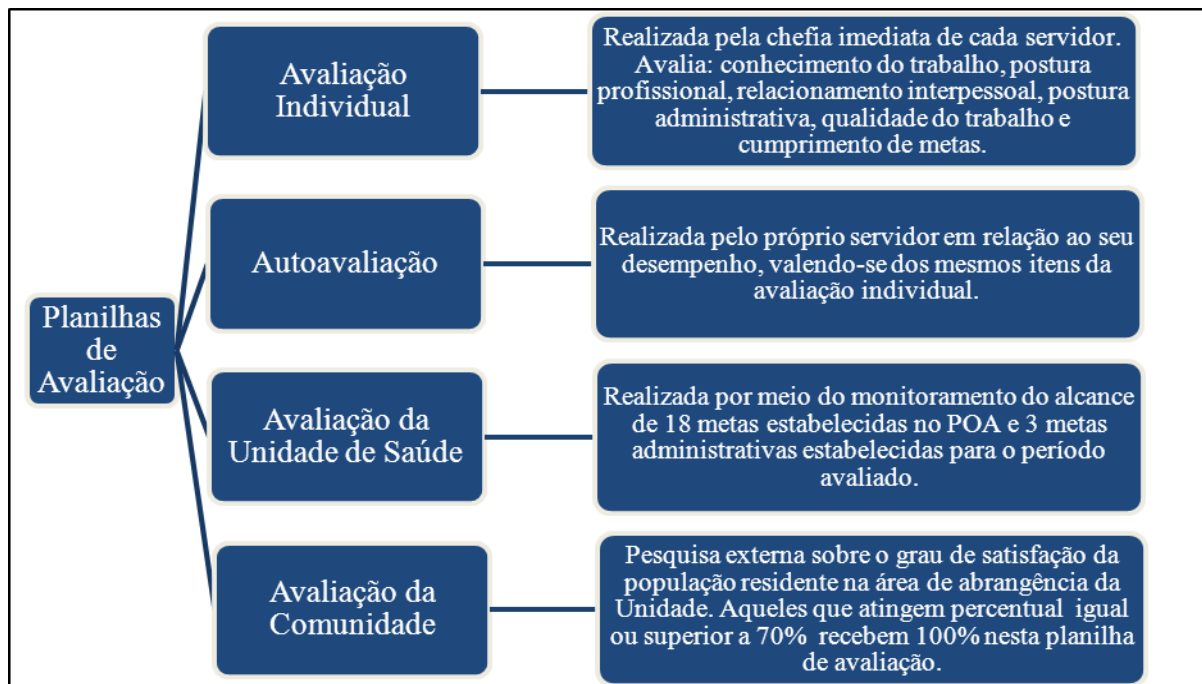 Planilhas
de
Avaliação
Avaliação
Individual
Realizada pela chefia imediata de cada servidor.
Avalia: conhecimento do trabalho, postura
profissional, relacionamento interpessoal, postura
administrativa, qualidade do trabalho e
cumprimento de metas.
Autoavaliação
Realizada pelo próprio servidor em relação ao seu
desempenho, valendo-se dos mesmos itens da
avaliação individual.
Avaliação da
Unidade de Saúde
Realizada por meio do monitoramento do alcance
de 18 metas estabelecidas no POA e 3 metas
administrativas estabelecidas para o período
avaliado.
Avaliação da
Comunidade
Pesquisa externa sobre o grau de satisfação da
população residente na área de abrangência da
Unidade. Aqueles que atingem percentual igual
ou superior a 70% recebem 100% nesta planilha
de avaliação.